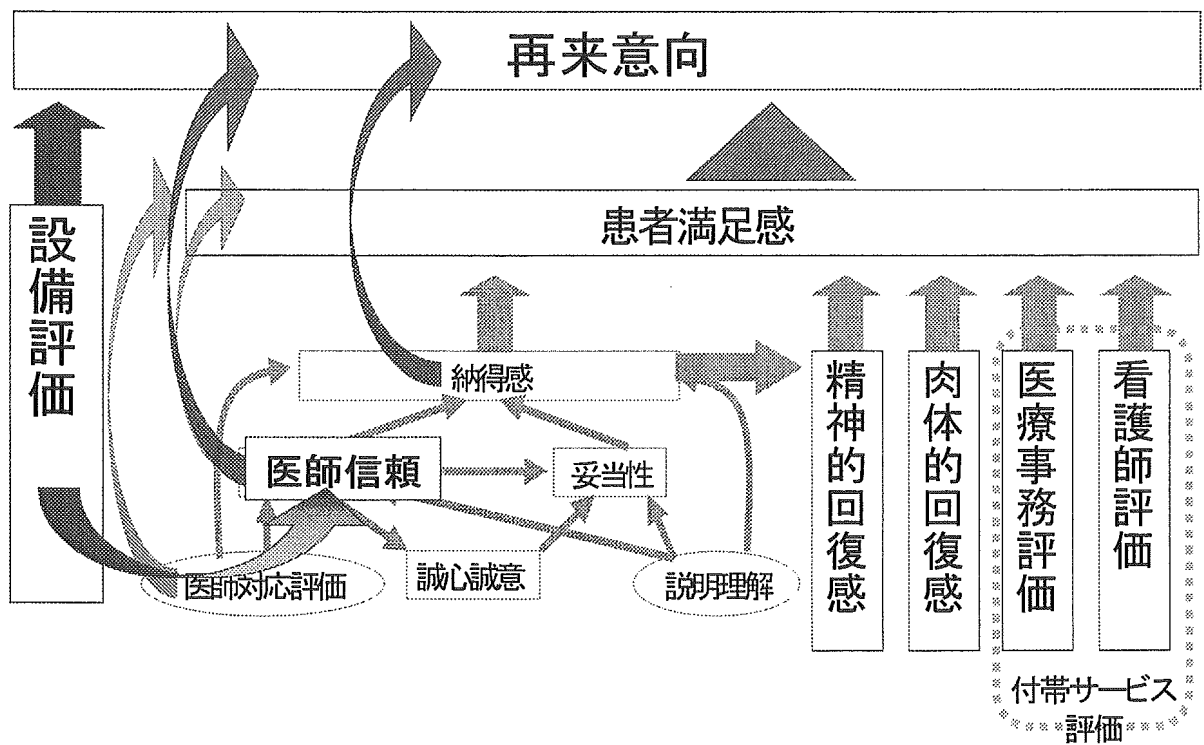 再来意向
患者満足感
設備評価
納得感
医師信頼
妥当性
医師対応評価
誠心誠意
説明理解
精神的回復感
肉体的回復感
医療事務評価
看護師評価
付帯サービス
評価